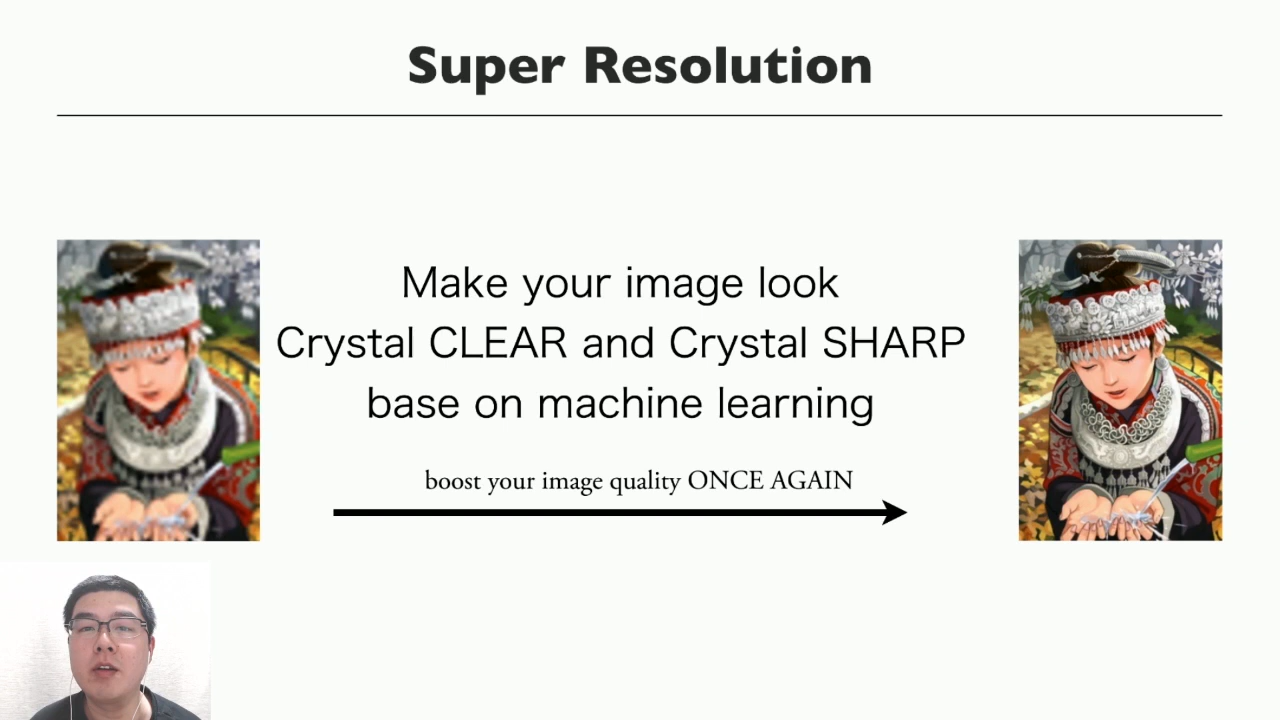 Super Resolution
Make your image look
Crystal CLEAR and Crystal SHARP
base on machine learning
boost your image quality ONCE AGAIN